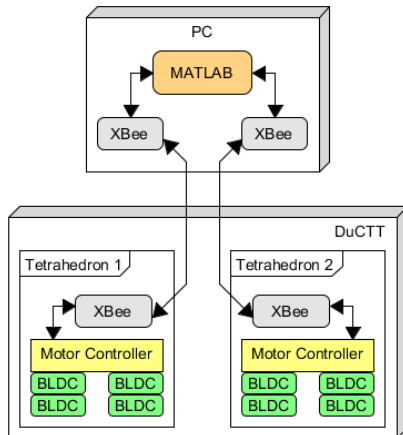 PC
MATLAB
XBee XBee
DuCTT
Tetrahedron 1 Tetrahedron 2
XBee XBee
Motor Controller Motor Controller
BLDC BLDC BLDC BLDC
BLDC BLDC BLDC BLDC